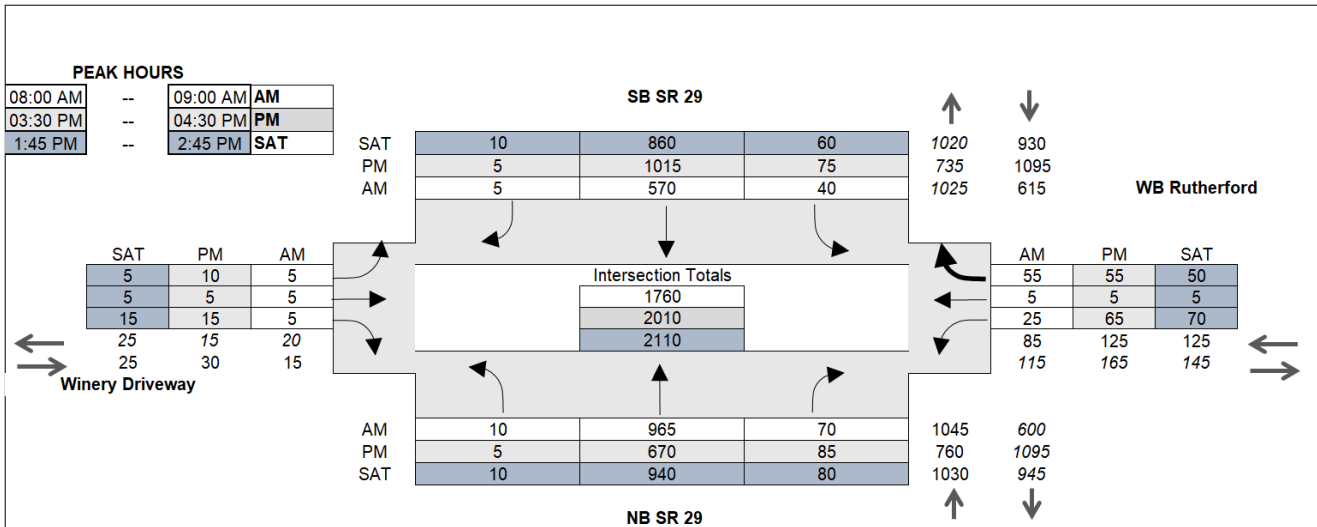 PEAK HOURS
08:00 AM -- 09:00 AM AM
03:30 PM -- 04:30 PM PM
1:45 PM -- 2:45 PM SAT
SB SR 29
SAT 10 860 60 1020 930
PM 5 1015 75 735 1095
AM 5 570 40 1025 615
WB Rutherford
SAT PM AM
5 10 5
5 5 5
15 15 5
25 15 20
25 30 15
Winery Driveway
Intersection Totals
1760
2010
2110
AM PM SAT
55 55 50
5 5 5
25 65 70
85 125 125
115 165 145
AM 10 965 70 1045 600
PM 5 670 85 760 1095
SAT 10 940 80 1030 945
NB SR 29